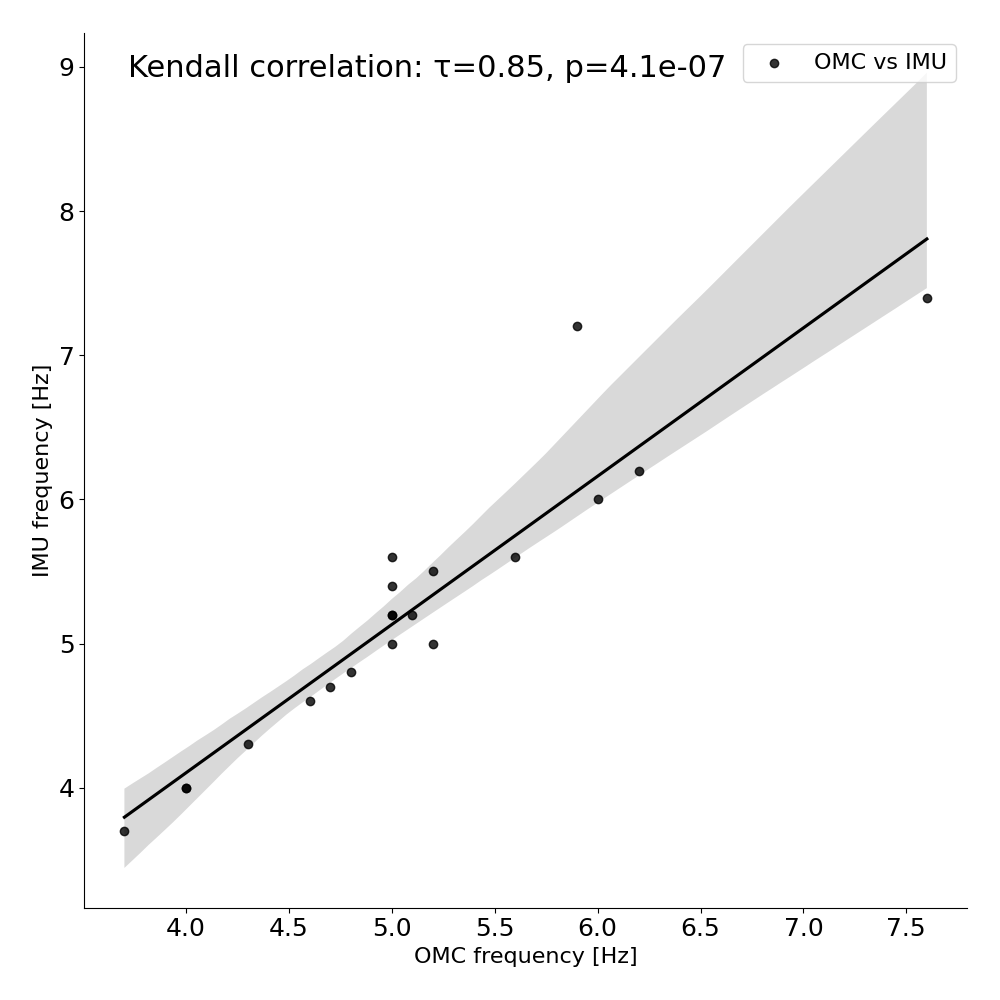 Kendall correlation: τ=0.85, p=4.1e-07
OMC vs IMU
IMU frequency [Hz]
9
8
7
6
5
4
4.0 4.5 5.0 5.5 6.0 6.5 7.0 7.5
OMC frequency [Hz]